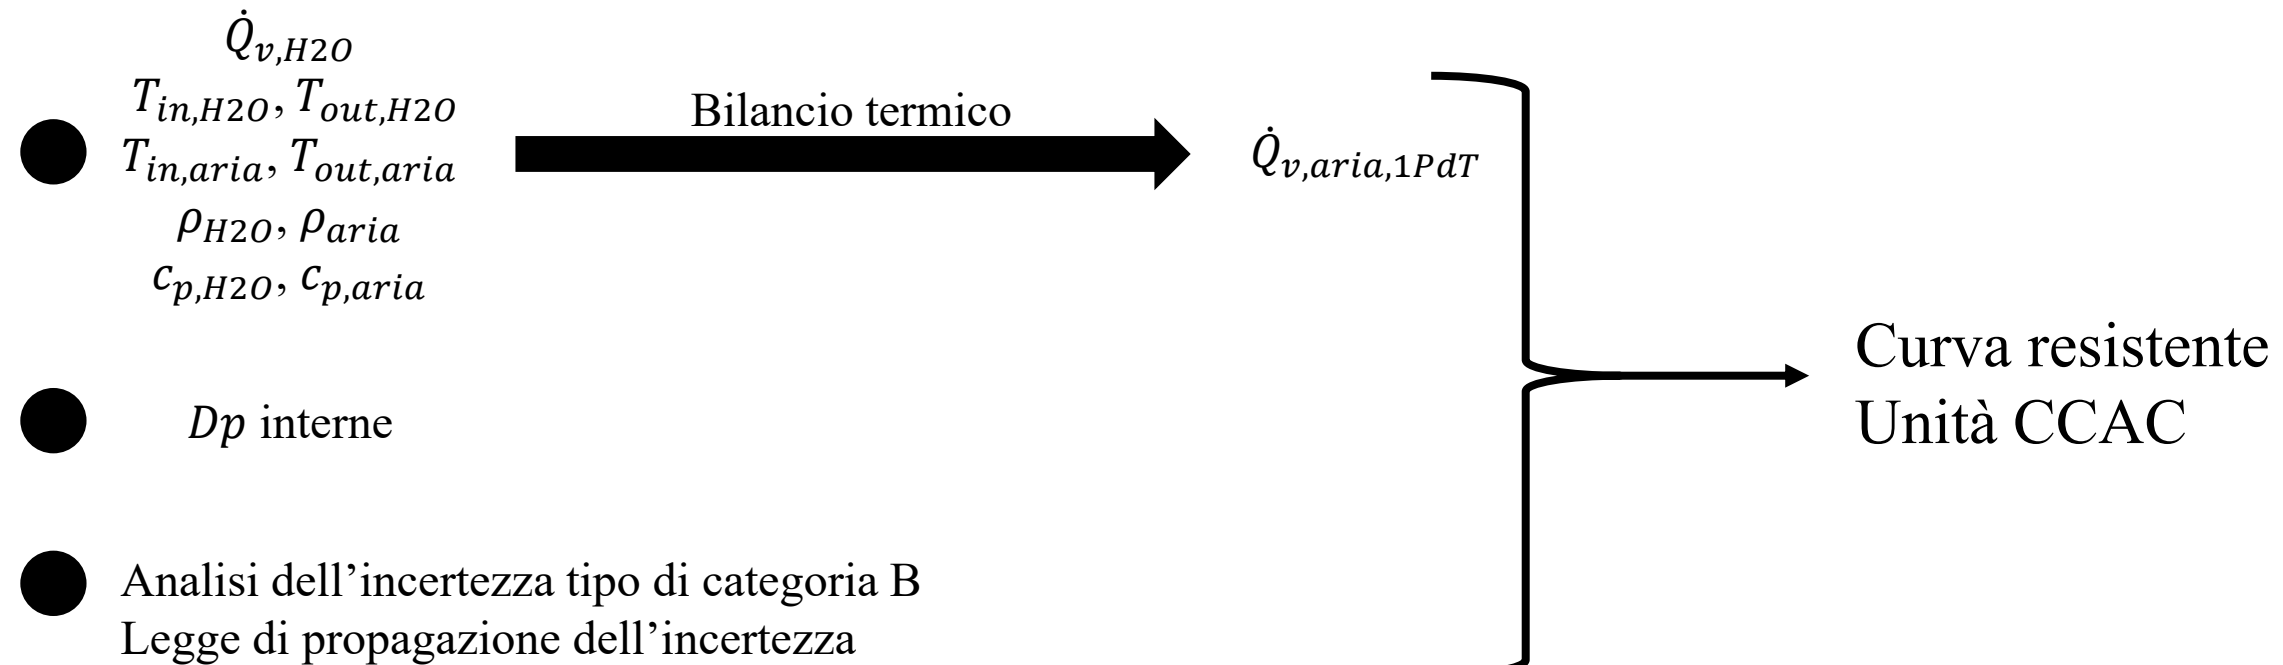 Q̇_{v,H2O}
T_{in,H2O}, T_{out,H2O}
T_{in,aria}, T_{out,aria}
ρ_{H2O}, ρ_{aria}
c_{p,H2O}, c_{p,aria}
Bilancio termico
Q̇_{v,aria,1PdT}
Dp interne
Analisi dell’incertezza tipo di categoria B
Legge di propagazione dell’incertezza
Curva resistente
Unità CCAC